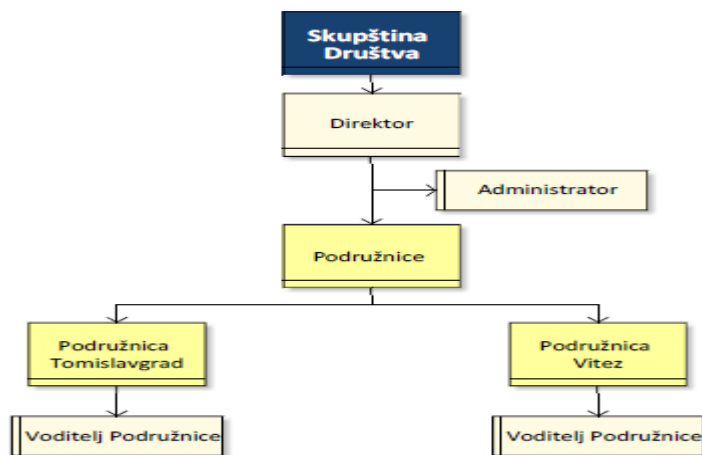 Skupština
Društva
Direktor
Administrator
Podružnice
Podružnica
Tomislavgrad
Podružnica
Vitez
Voditelj Podružnice
Voditelj Podružnice